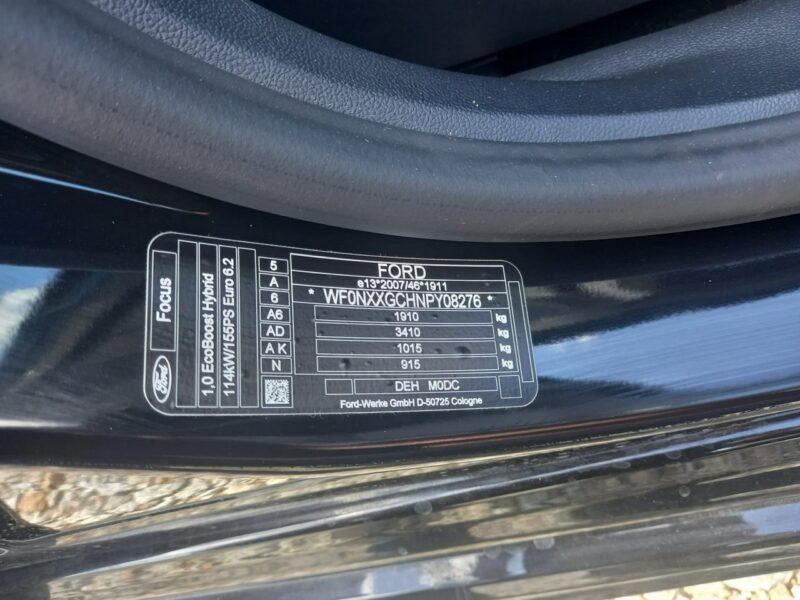 FORD
e13*2007/46*1911
* WF0NXXGCHNPY08276 *
1910 kg
3410 kg
1015 kg
915 kg
DEH M0DC
Ford-Werke GmbH D-50725 Cologne
5
A
6
A6
AD
A K
N
Focus
Ford
1,0 EcoBoost Hybrid
114kW/155PS Euro 6.2